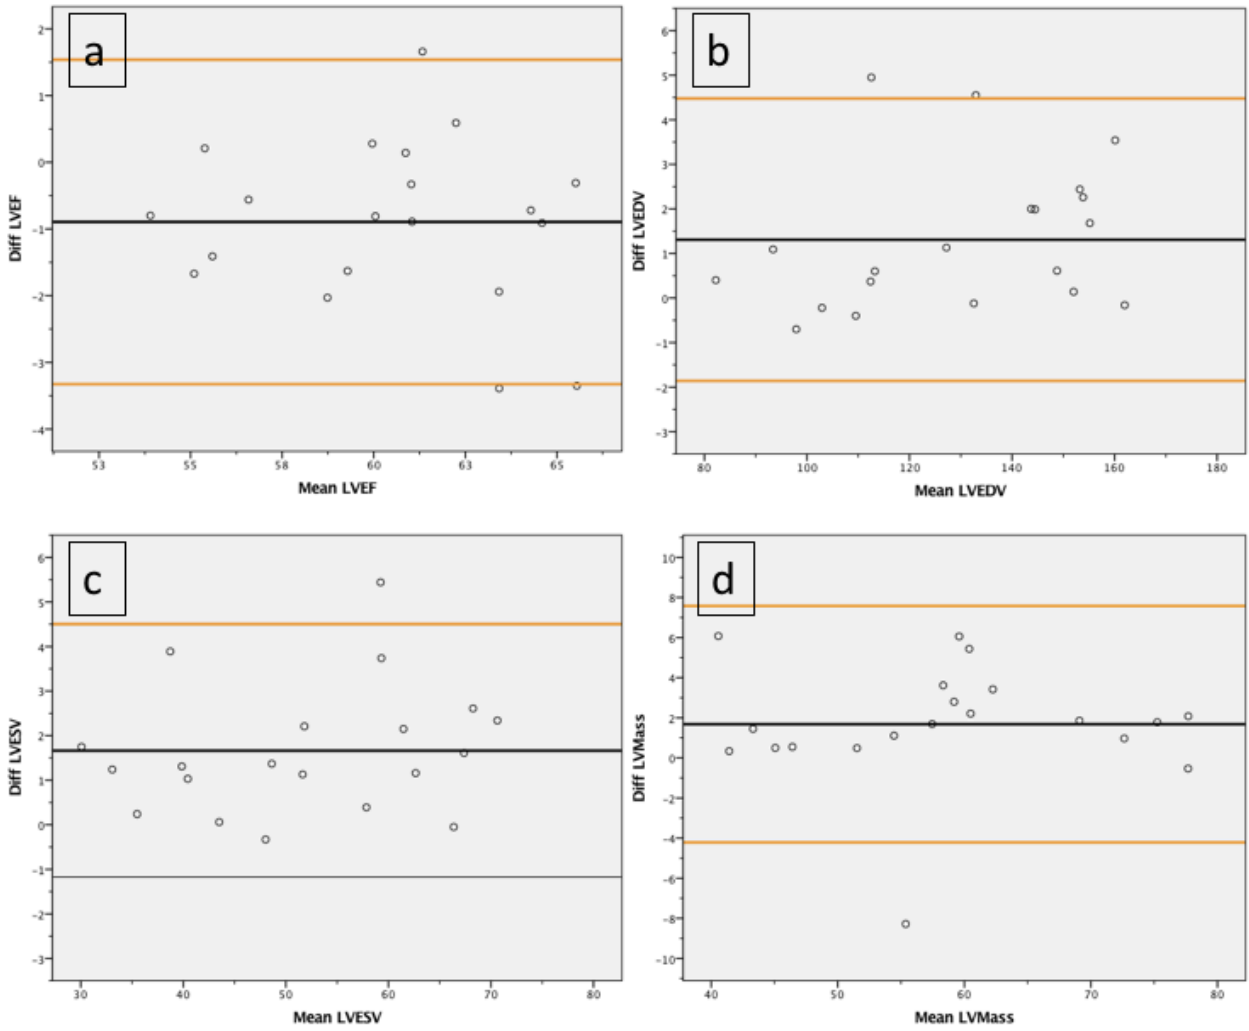 a
2
1
0
−1
−2
−3
−4
Diff LVEF
53 55 58 60 63 65
Mean LVEF
b
6
5
4
3
2
1
0
−1
−2
−3
Diff LVEDV
80 100 120 140 160 180
Mean LVEDV
c
6
5
4
3
2
1
0
−1
−2
−3
Diff LVESV
30 40 50 60 70 80
Mean LVESV
d
10
8
6
4
2
0
−2
−4
−6
−8
−10
Diff LVMass
40 50 60 70 80
Mean LVMass